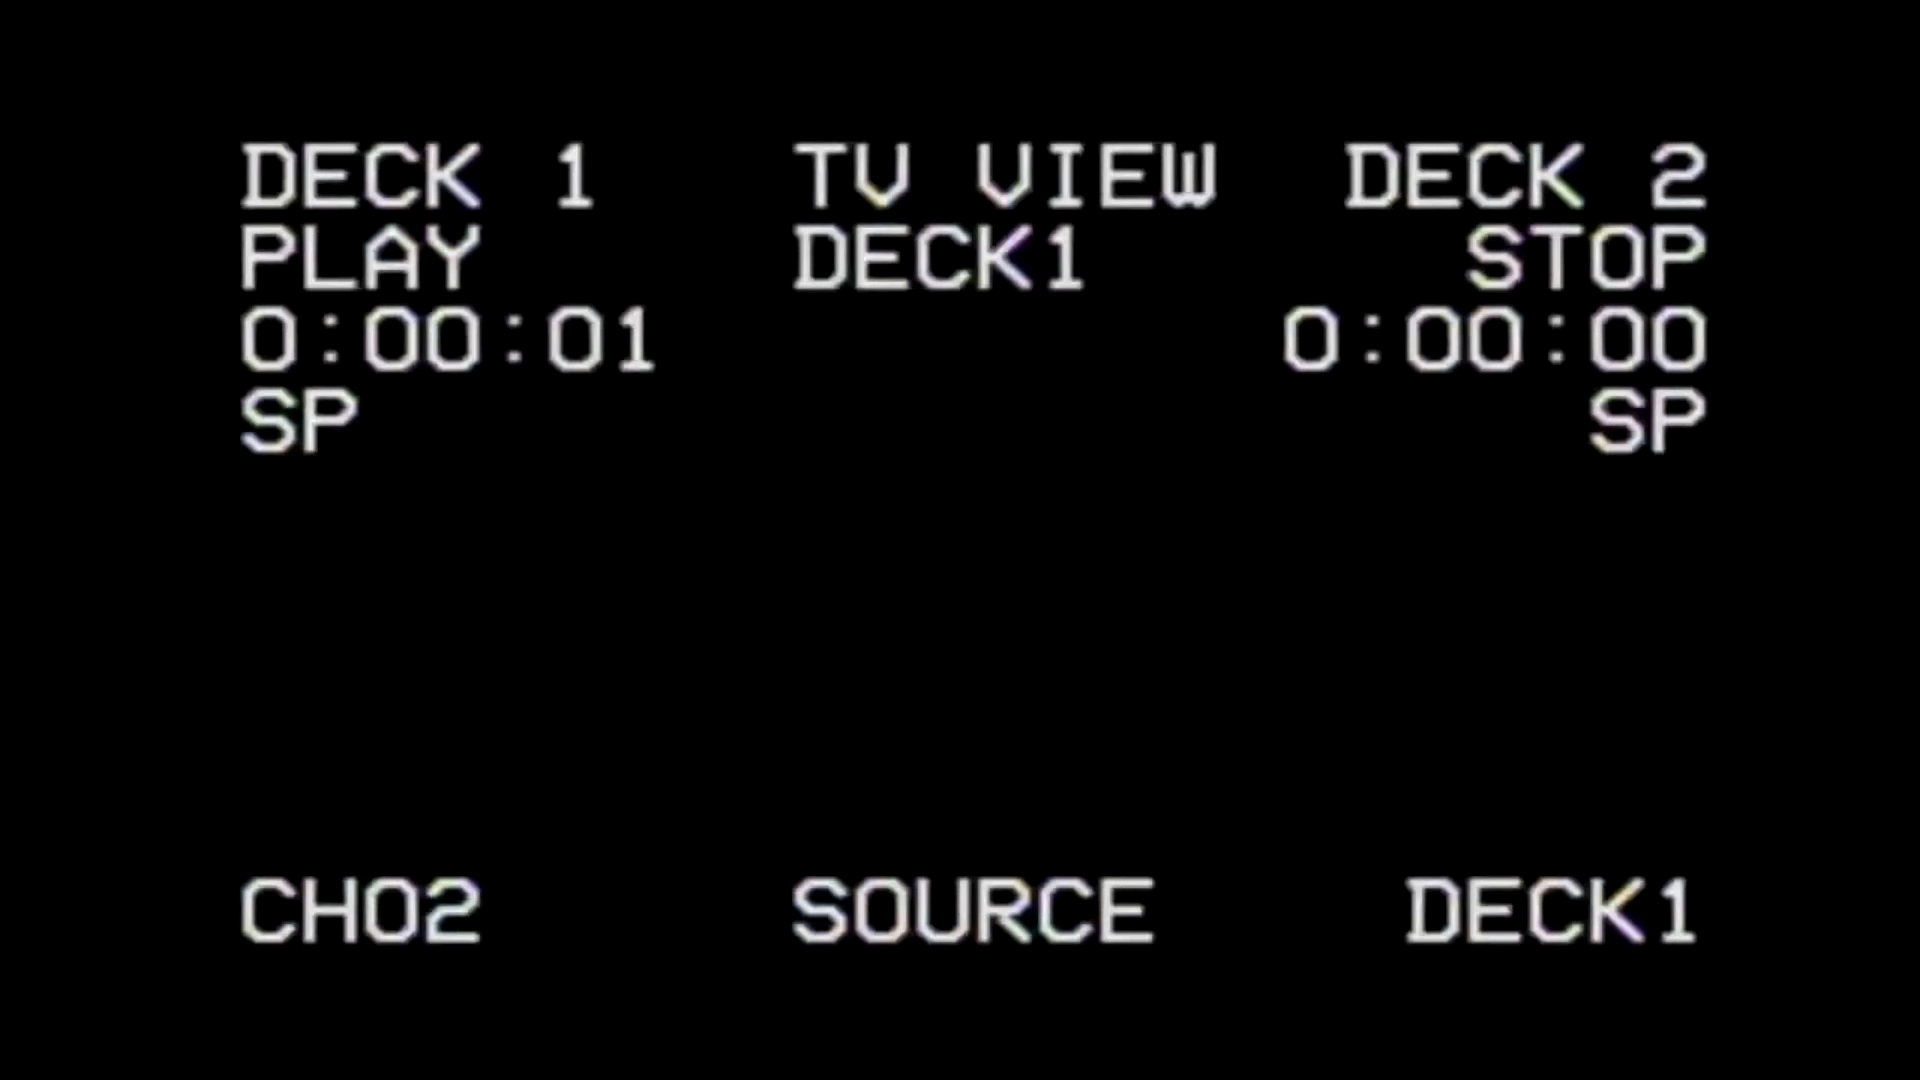 DECK 1 TV VIEW DECK 2
PLAY DECK1 STOP
0:00:01 0:00:00
SP SP
CH02 SOURCE DECK1